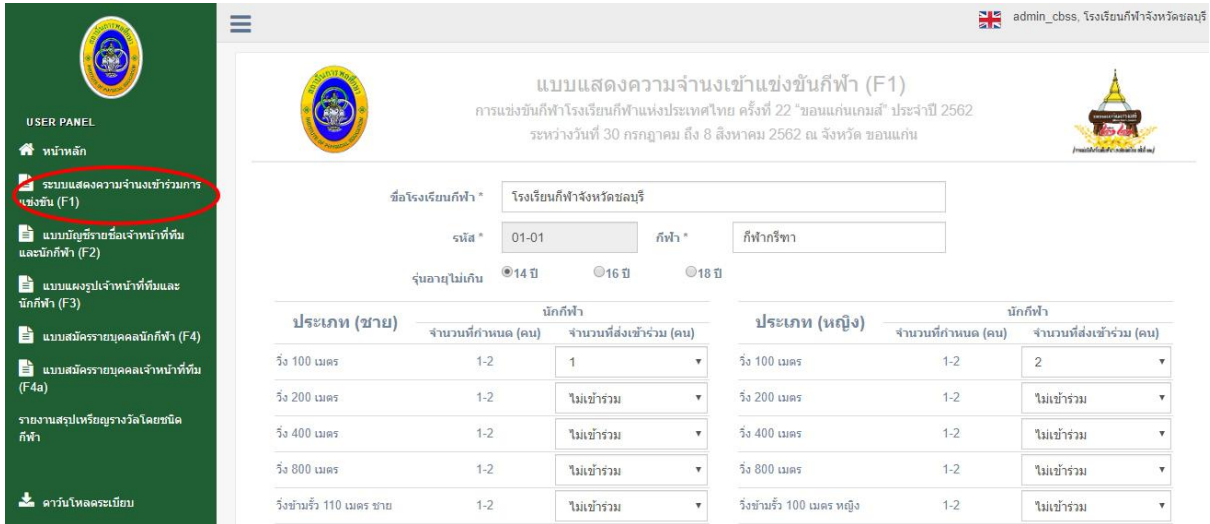 admin_cbss, โรงเรียนกีฬาจังหวัดชลบุรี
USER PANEL
หน้าหลัก
ระบบแสดงความจำนงเข้าร่วมการ
แข่งขัน (F1)
แบบบัญชีรายชื่อเจ้าหน้าที่ทีม
และนักกีฬา (F2)
แบบแผงรูปเจ้าหน้าที่ทีมและ
นักกีฬา (F3)
แบบสมัครรายบุคคลนักกีฬา (F4)
แบบสมัครรายบุคคลเจ้าหน้าที่ทีม
(F4a)
รายงานสรุปเหรียญรางวัลโดยชนิด
กีฬา
ดาว์นโหลดระเบียบ
แบบแสดงความจำนงเข้าแข่งขันกีฬา (F1)
การแข่งขันกีฬาโรงเรียนกีฬาแห่งประเทศไทย ครั้งที่ 22 "ขอนแก่นเกมส์" ประจำปี 2562
ระหว่างวันที่ 30 กรกฎาคม ถึง 8 สิงหาคม 2562 ณ จังหวัด ขอนแก่น
ชื่อโรงเรียนกีฬา * โรงเรียนกีฬาจังหวัดชลบุรี
รหัส * 01-01 กีฬา * กีฬากรีฑา
รุ่นอายุไม่เกิน 14 ปี 16 ปี 18 ปี
ประเภท (ชาย) นักกีฬา ประเภท (หญิง) นักกีฬา
จำนวนที่กำหนด (คน) จำนวนที่ส่งเข้าร่วม (คน) จำนวนที่กำหนด (คน) จำนวนที่ส่งเข้าร่วม (คน)
วิ่ง 100 เมตร 1-2 1 วิ่ง 100 เมตร 1-2 2
วิ่ง 200 เมตร 1-2 ไม่เข้าร่วม วิ่ง 200 เมตร 1-2 ไม่เข้าร่วม
วิ่ง 400 เมตร 1-2 ไม่เข้าร่วม วิ่ง 400 เมตร 1-2 ไม่เข้าร่วม
วิ่ง 800 เมตร 1-2 ไม่เข้าร่วม วิ่ง 800 เมตร 1-2 ไม่เข้าร่วม
วิ่งข้ามรั้ว 110 เมตร ชาย 1-2 ไม่เข้าร่วม วิ่งข้ามรั้ว 100 เมตร หญิง 1-2 ไม่เข้าร่วม